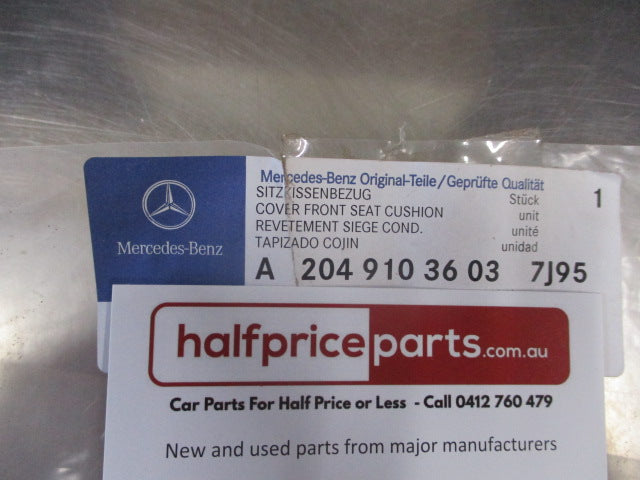 Mercedes-Benz Original-Teile/Geprüfte Qualität
SITZKISSENBEZUG Stück 1
COVER FRONT SEAT CUSHION unit
REVETEMENT SIEGE COND. unité
TAPIZADO COJIN unidad
Mercedes-Benz
A 204 910 36 03 7J95
halfpriceparts.com.au
Car Parts For Half Price or Less - Call 0412 760 479
New and used parts from major manufacturers